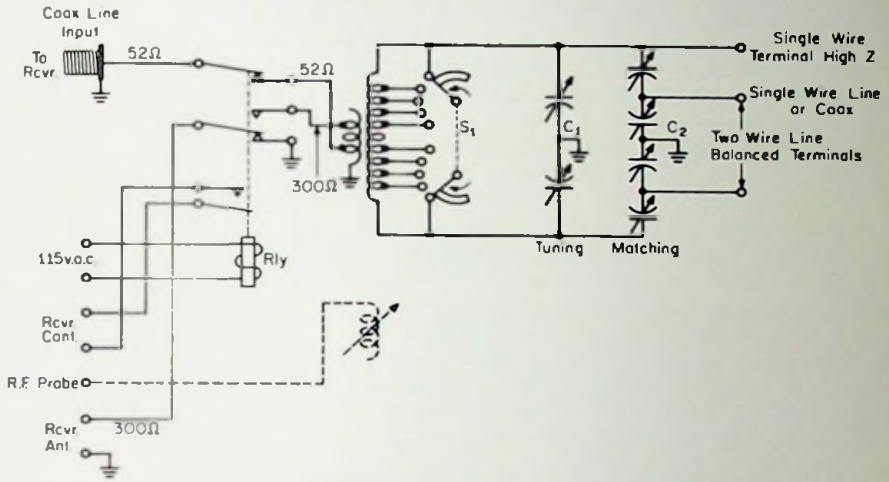 Coax Line
Input
To
Rcvr.
52Ω
52Ω
300Ω
S1
C1
C2
Single Wire
Terminal High Z
Single Wire Line
or Coax
Two Wire Line
Balanced Terminals
Tuning
Matching
115v.a.c.
Rly
Rcvr.
Cont.
R.F. Probe
Rcvr.
Ant.
300Ω